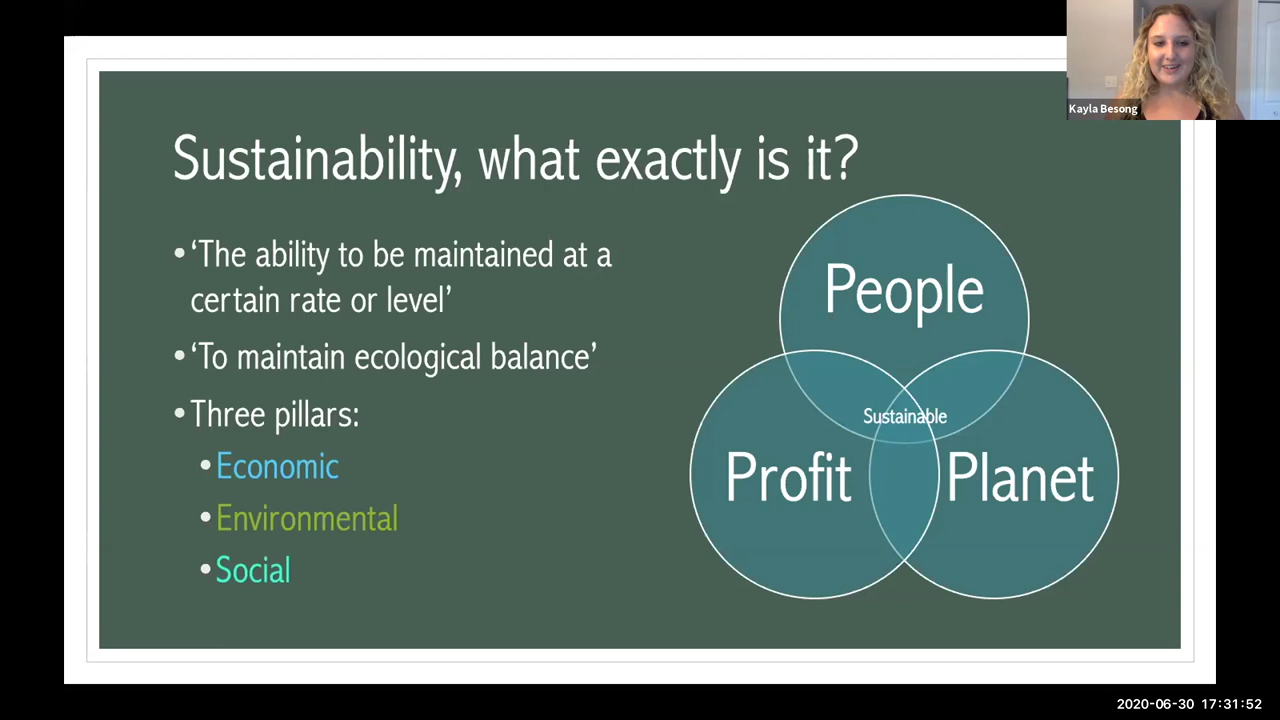 Kayla Besong
Sustainability, what exactly is it?
•‘The ability to be maintained at a
certain rate or level’
•‘To maintain ecological balance’
•Three pillars:
•Economic
•Environmental
•Social
People
Sustainable
Profit
Planet
2020-06-30 17:31:52